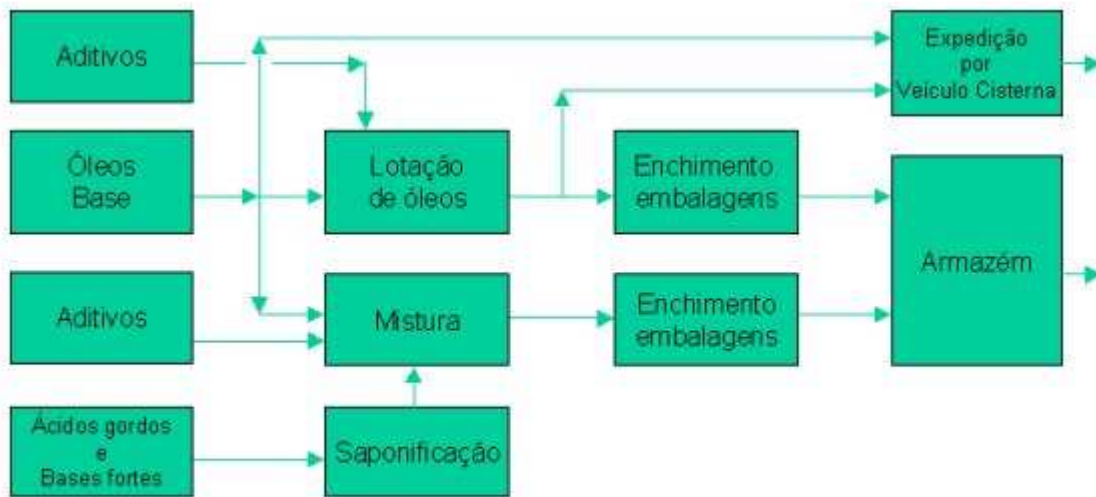 Aditivos
Expedição
por
Veículo Cisterna
Óleos
Base
Lotação
de óleos
Enchimento
embalagens
Armazém
Aditivos
Mistura
Enchimento
embalagens
Ácidos gordos
e
Bases fortes
Saponificação